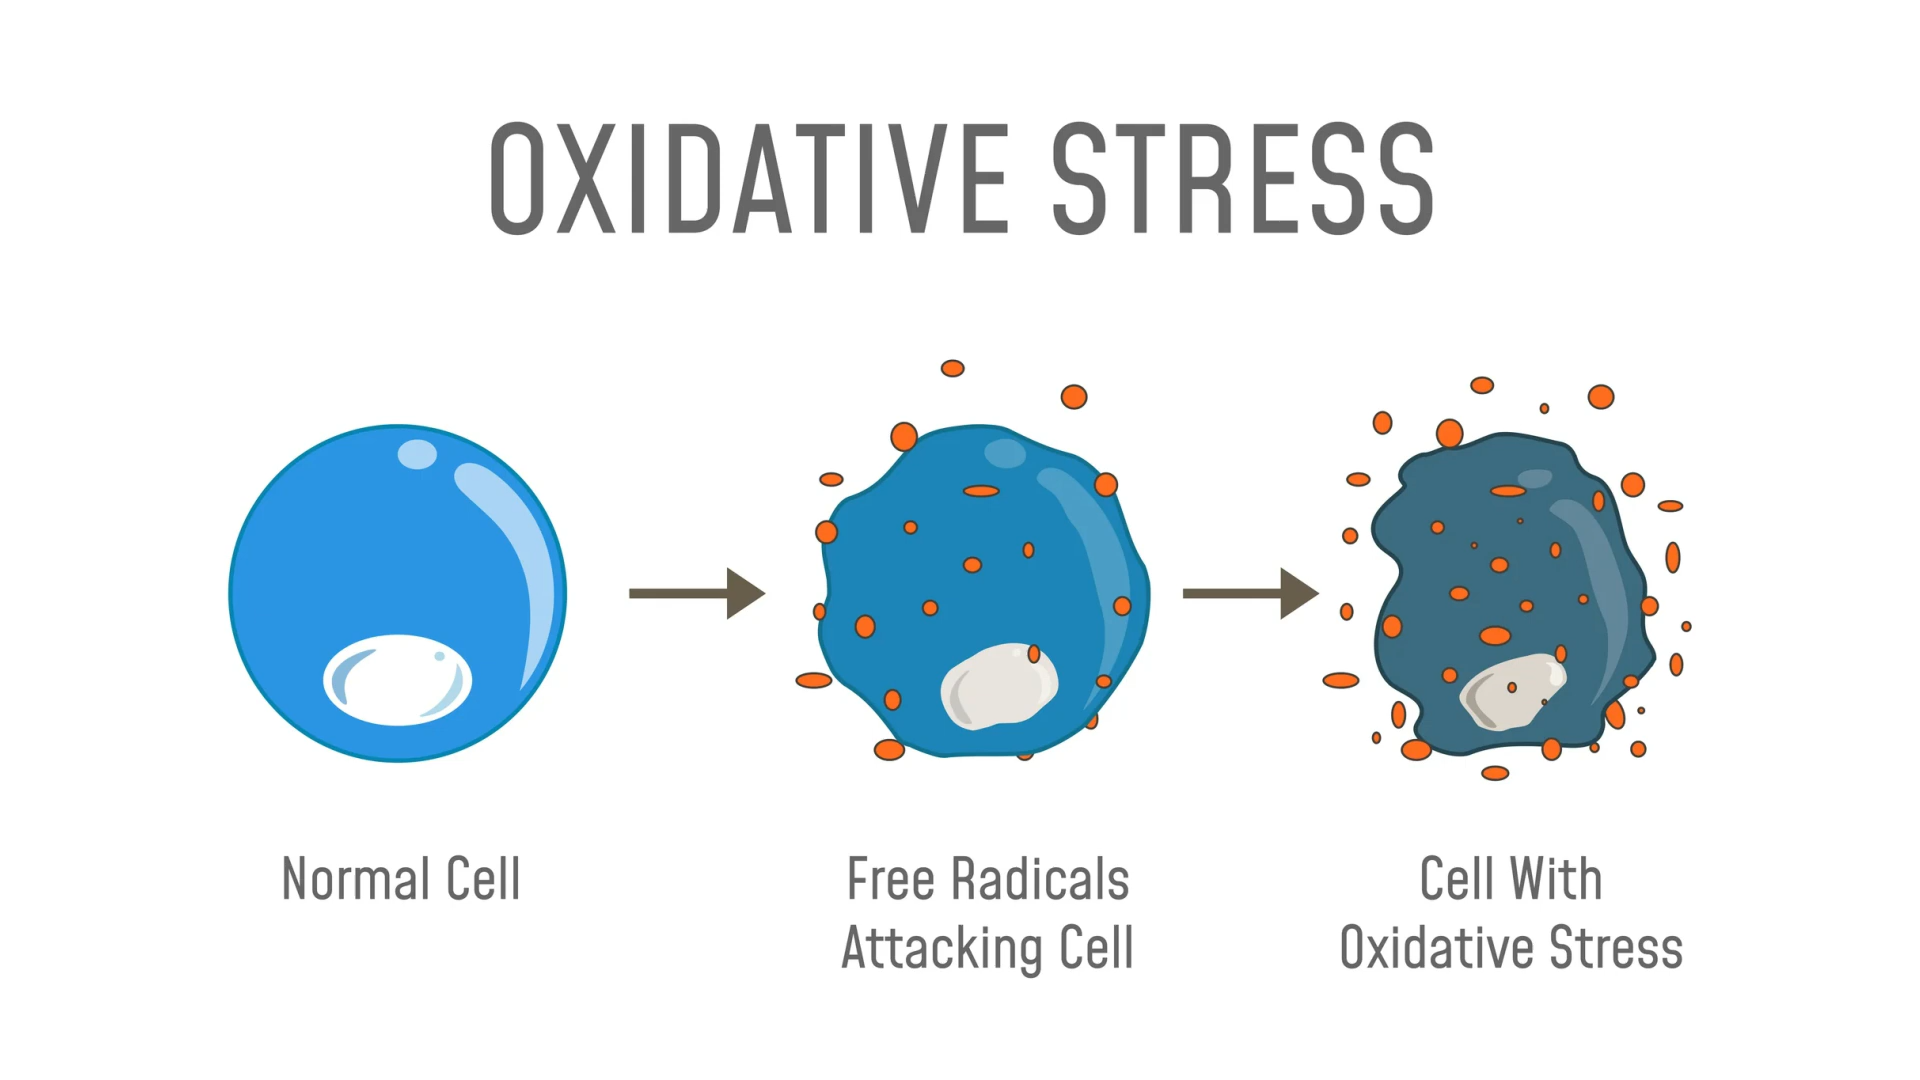 OXIDATIVE STRESS
Normal Cell
Free Radicals
Attacking Cell
Cell With
Oxidative Stress